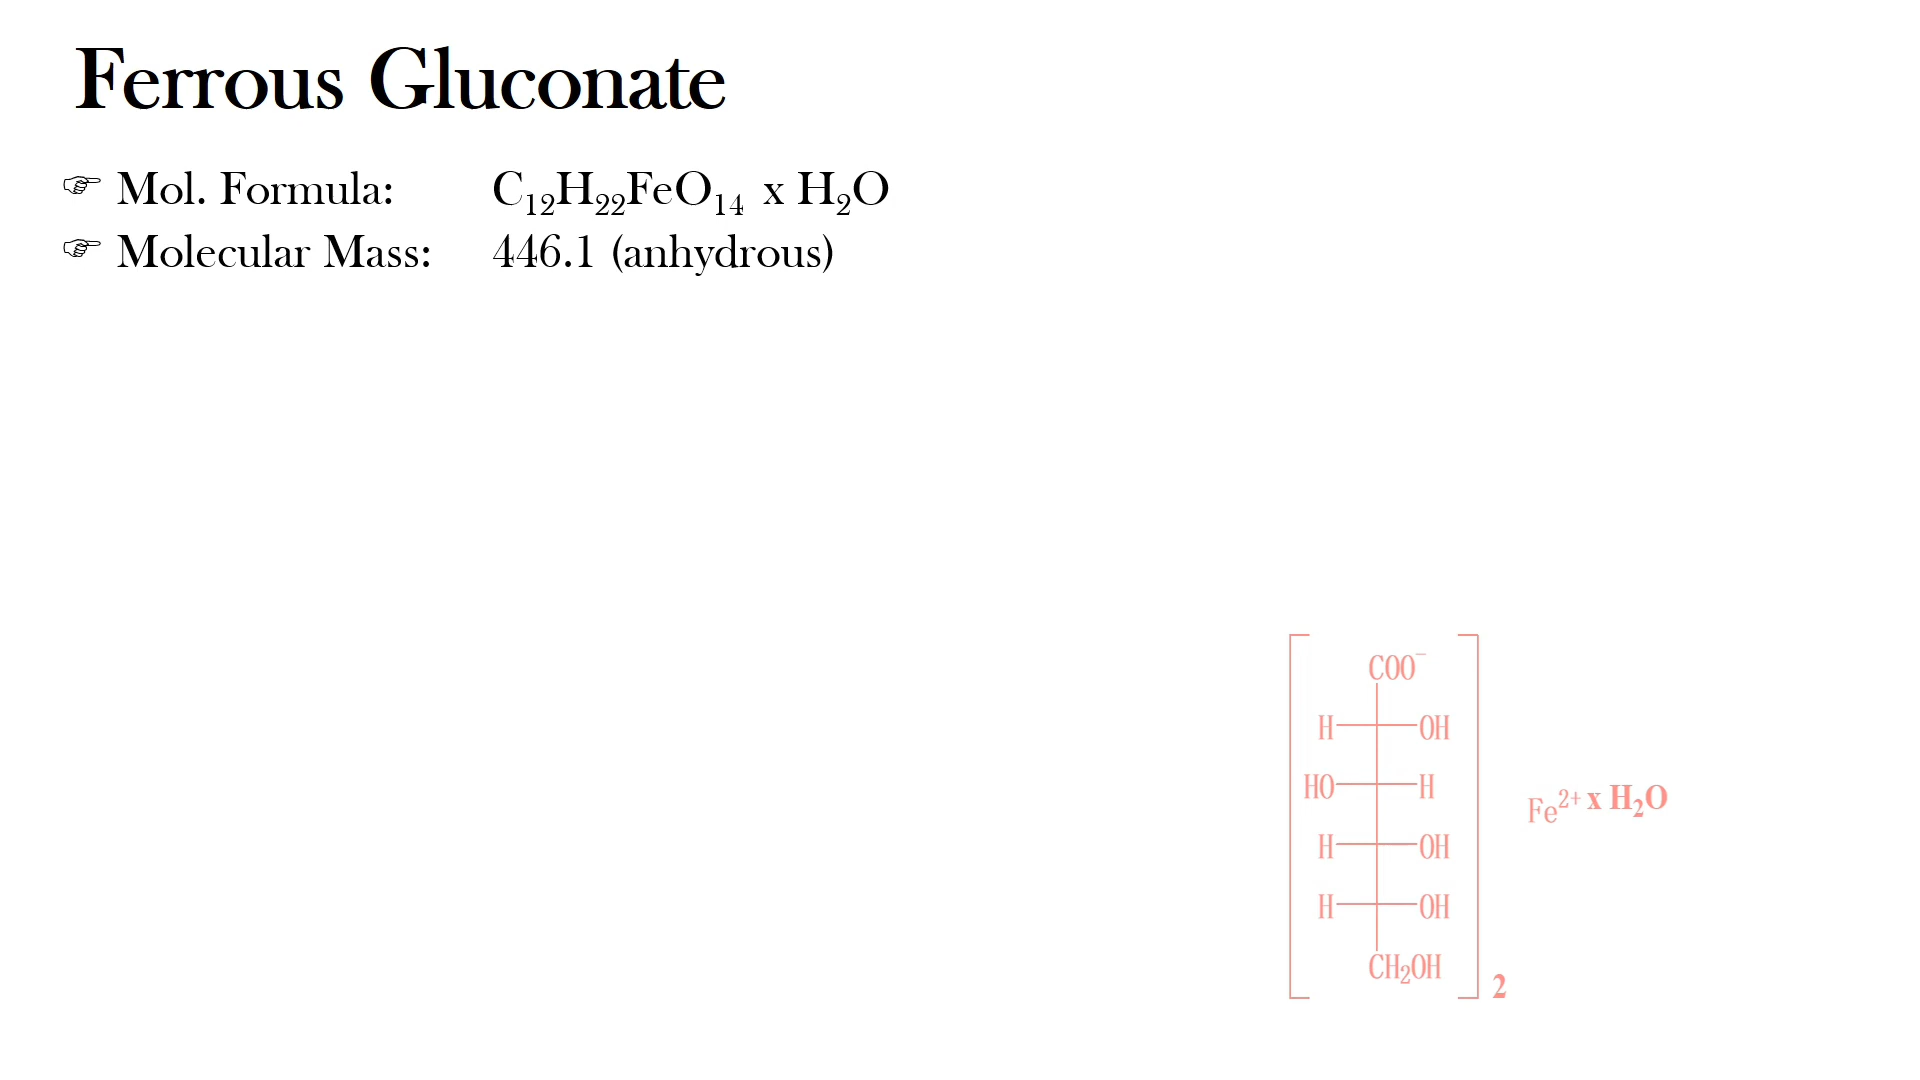 Ferrous Gluconate
☞ Mol. Formula: C₁₂H₂₂FeO₁₄ x H₂O
☞ Molecular Mass: 446.1 (anhydrous)
COO⁻
H OH
HO H
H OH
H OH
CH₂OH
2
Fe²⁺ x H₂O